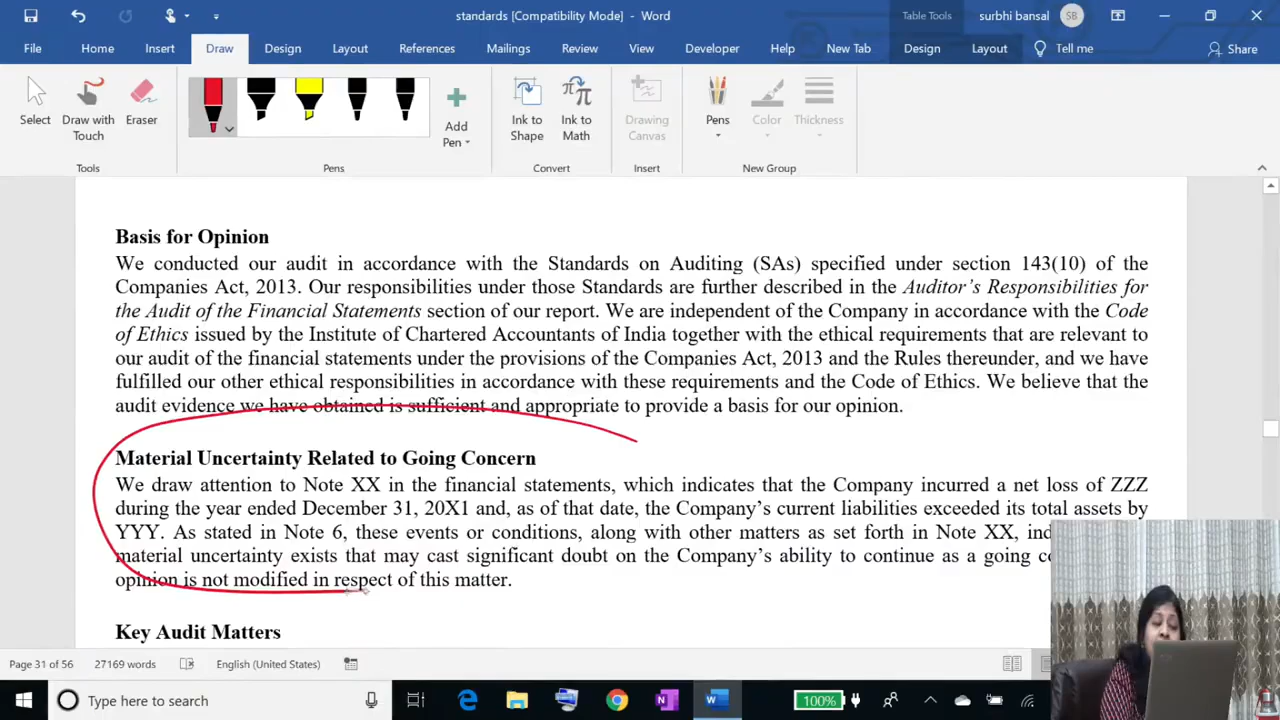 standards [Compatibility Mode] - Word
Table Tools
surbhi bansal
SB
File Home Insert Draw Design Layout References Mailings Review View Developer Help New Tab Design Layout Tell me Share
Select
Draw with Touch
Eraser
Tools
Pens
Add Pen
Ink to Shape
Ink to Math
Convert
Drawing Canvas
Insert
Pens
Color
Thickness
New Group
Basis for Opinion
We conducted our audit in accordance with the Standards on Auditing (SAs) specified under section 143(10) of the
Companies Act, 2013. Our responsibilities under those Standards are further described in the Auditor's Responsibilities for
the Audit of the Financial Statements section of our report. We are independent of the Company in accordance with the Code
of Ethics issued by the Institute of Chartered Accountants of India together with the ethical requirements that are relevant to
our audit of the financial statements under the provisions of the Companies Act, 2013 and the Rules thereunder, and we have
fulfilled our other ethical responsibilities in accordance with these requirements and the Code of Ethics. We believe that the
audit evidence we have obtained is sufficient and appropriate to provide a basis for our opinion.
Material Uncertainty Related to Going Concern
We draw attention to Note XX in the financial statements, which indicates that the Company incurred a net loss of ZZZ
during the year ended December 31, 20X1 and, as of that date, the Company's current liabilities exceeded its total assets by
YYY. As stated in Note 6, these events or conditions, along with other matters as set forth in Note XX,
material uncertainty exists that may cast significant doubt on the Company's ability to continue as a going
opinion is not modified in respect of this matter.
Key Audit Matters
Page 31 of 56
27169 words
English (United States)
Type here to search
100%